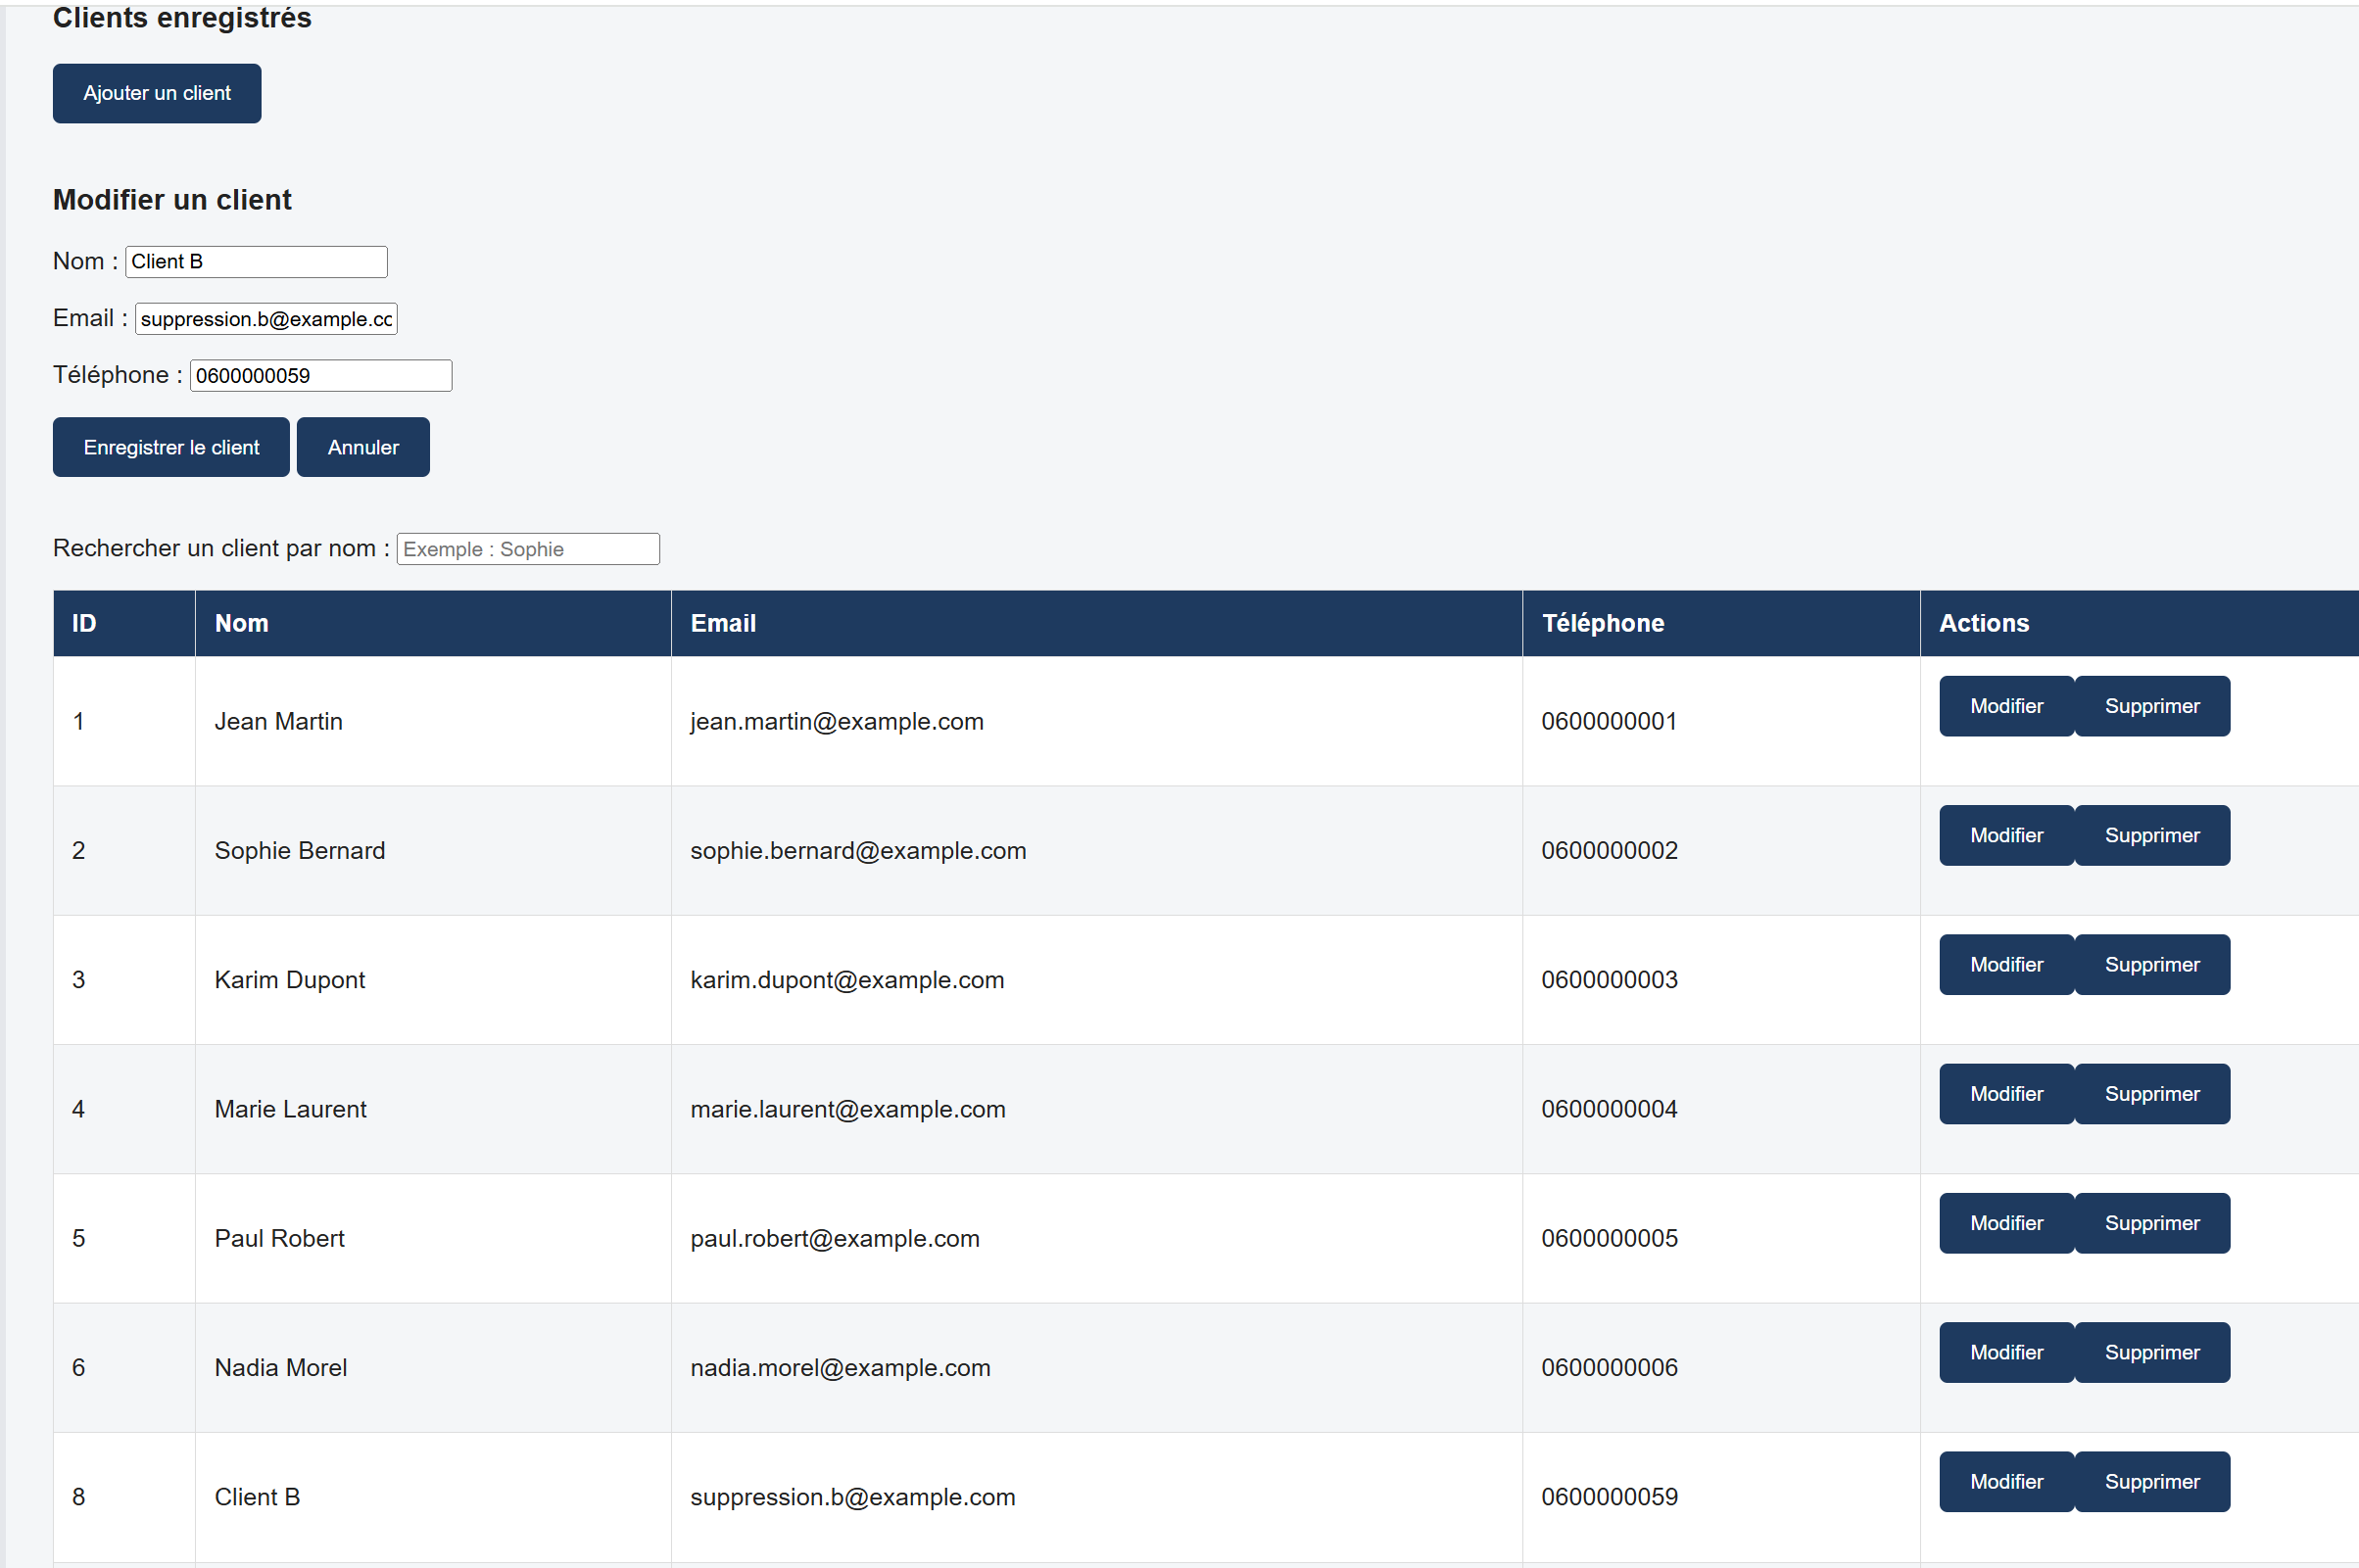 Clients enregistrés
Ajouter un client
Modifier un client
Nom : Client B
Email : suppression.b@example.cc
Téléphone : 0600000059
Enregistrer le client Annuler
Rechercher un client par nom : Exemple : Sophie
ID Nom Email Téléphone Actions
1 Jean Martin jean.martin@example.com 0600000001 Modifier Supprimer
2 Sophie Bernard sophie.bernard@example.com 0600000002 Modifier Supprimer
3 Karim Dupont karim.dupont@example.com 0600000003 Modifier Supprimer
4 Marie Laurent marie.laurent@example.com 0600000004 Modifier Supprimer
5 Paul Robert paul.robert@example.com 0600000005 Modifier Supprimer
6 Nadia Morel nadia.morel@example.com 0600000006 Modifier Supprimer
8 Client B suppression.b@example.com 0600000059 Modifier Supprimer